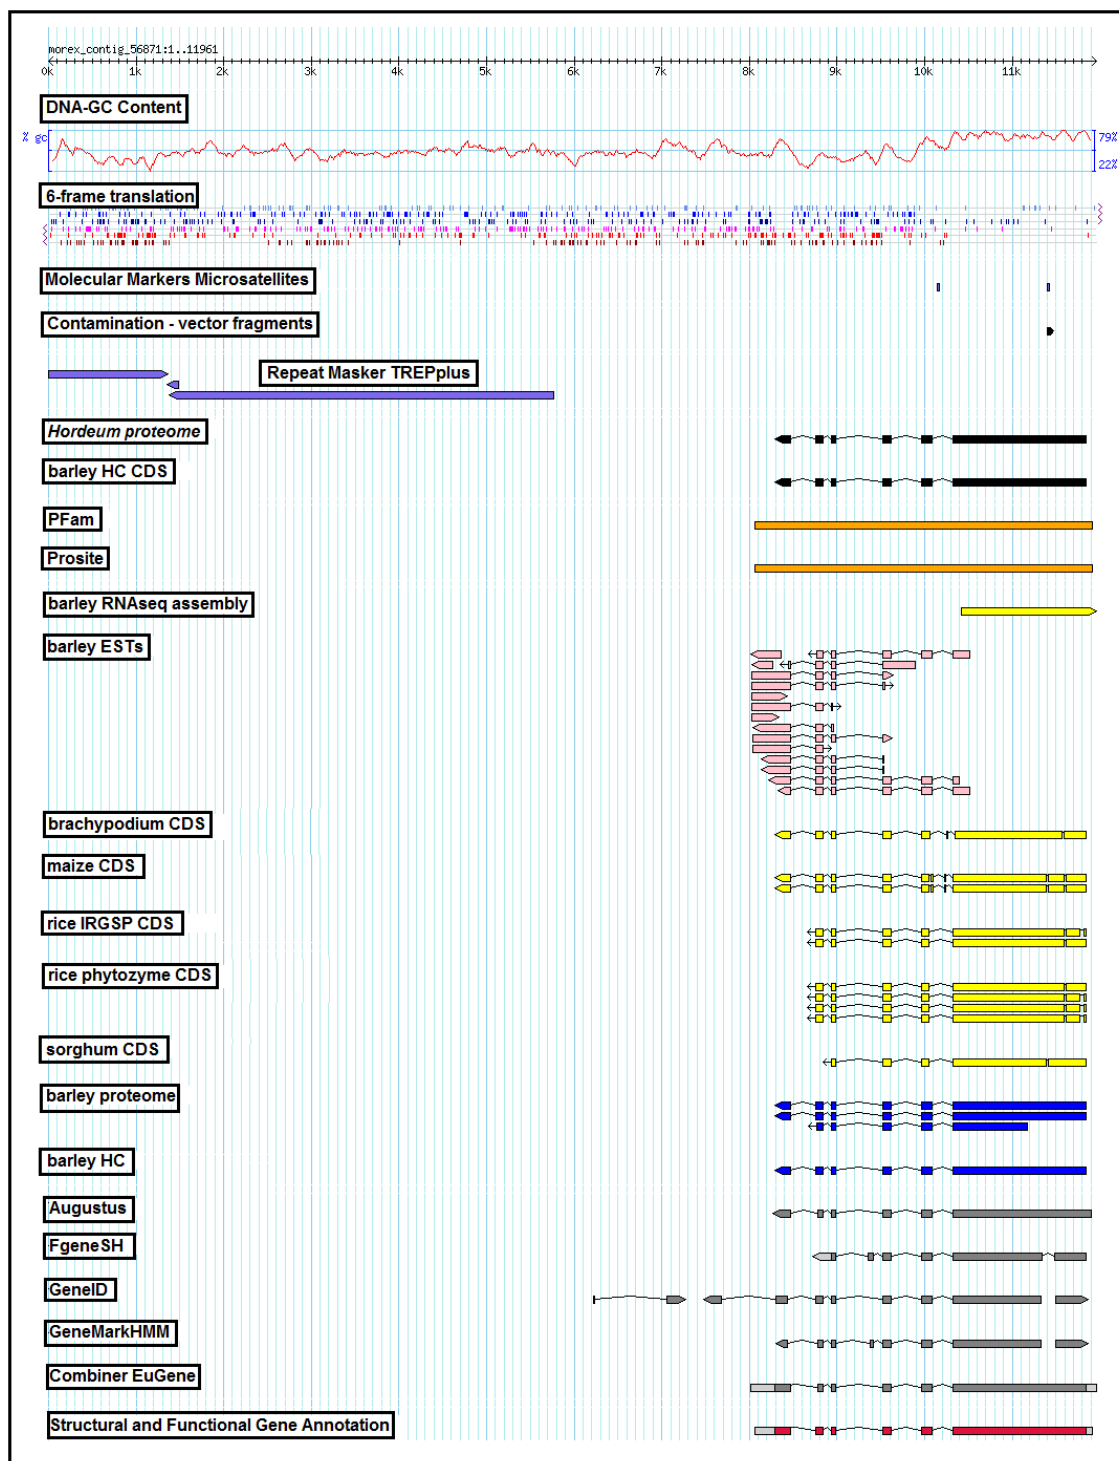 morex_contig_56871:1..11961
0k 1k 2k 3k 4k 5k 6k 7k 8k 9k 10k 11k
DNA-GC Content
% gc 79%
22%
6-frame translation
Molecular Markers Microsatellites
Contamination - vector fragments
Repeat Masker TREPplus
Hordeum proteome
barley HC CDS
PFam
Prosite
barley RNAseq assembly
barley ESTs
brachypodium CDS
maize CDS
rice IRGSP CDS
rice phytozyme CDS
sorghum CDS
barley proteome
barley HC
Augustus
FgeneSH
GeneID
GeneMarkHMM
Combiner EuGene
Structural and Functional Gene Annotation